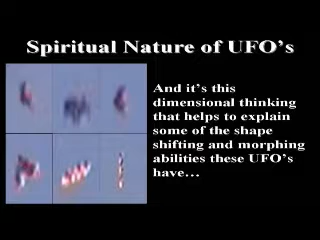 Spiritual Nature of UFO's
And it's this
dimensional thinking
that helps to explain
some of the shape
shifting and morphing
abilities these UFO's
have...